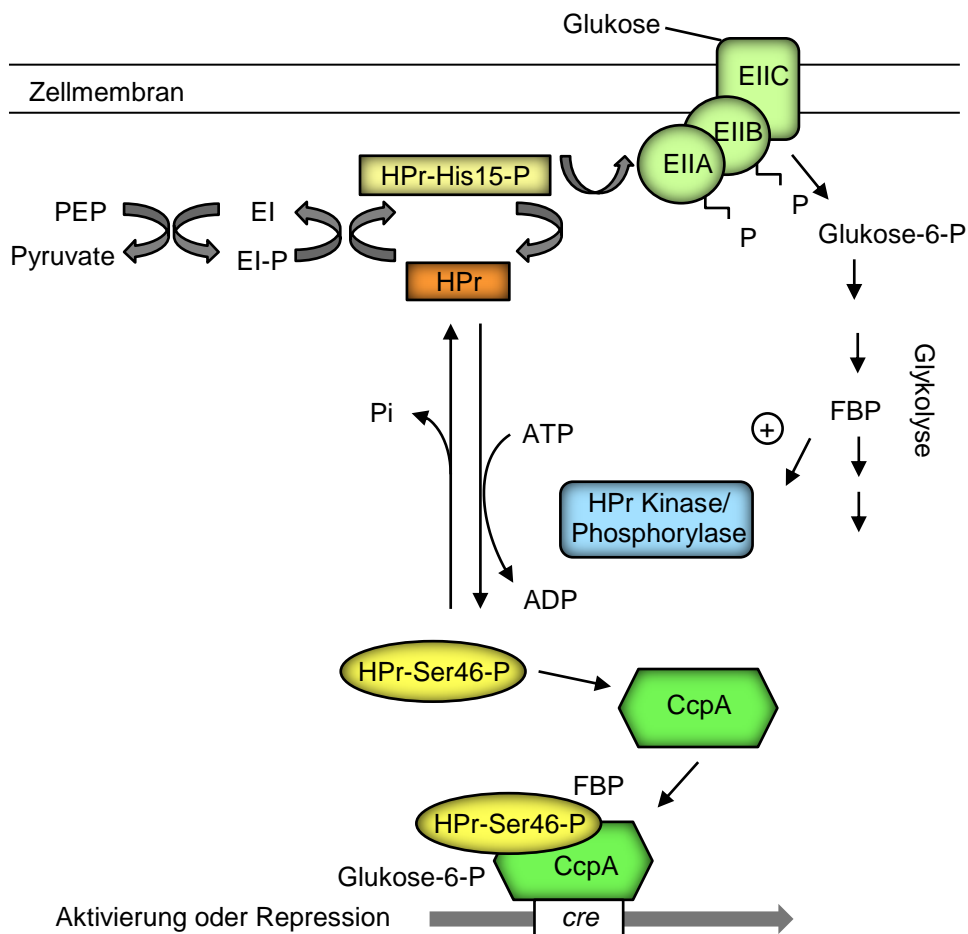 Glukose
EIIC
Zellmembran
EIIB
EIIA
HPr-His15-P
P
PEP
EI
Glukose-6-P
P
Pyruvate
EI-P
HPr
Glykolyse
Pi
FBP
+
ATP
HPr Kinase/
Phosphorylase
ADP
HPr-Ser46-P
CcpA
FBP
HPr-Ser46-P
CcpA
Glukose-6-P
Aktivierung oder Repression
cre